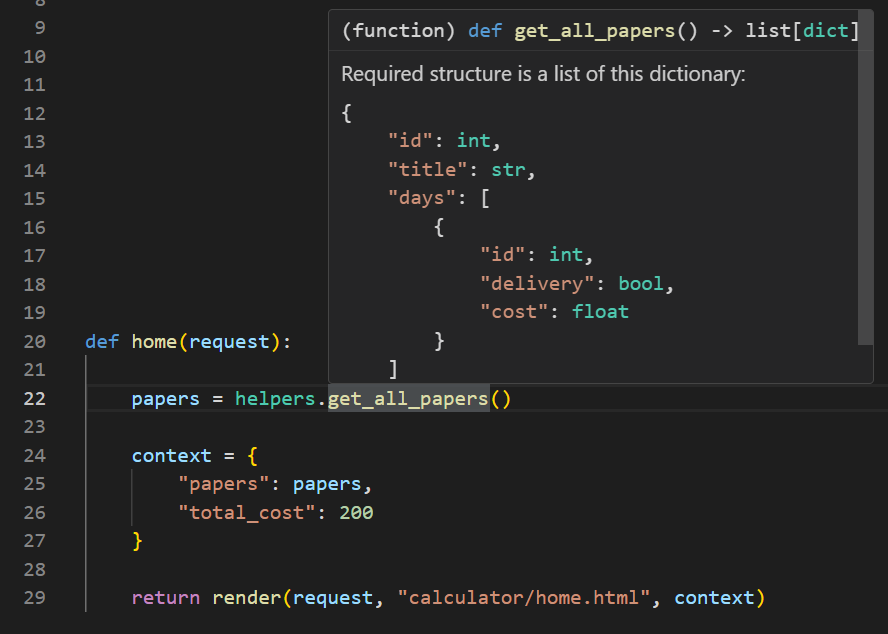 8
9
(function) def get_all_papers() -> list[dict]
10
Required structure is a list of this dictionary:
11
12
{
13
"id": int,
14
"title": str,
15
"days": [
16
{
17
"id": int,
18
"delivery": bool,
19
"cost": float
20 def home(request):
}
21
]
22 papers = helpers.get_all_papers()
23
24 context = {
25 "papers": papers,
26 "total_cost": 200
27 }
28
29 return render(request, "calculator/home.html", context)